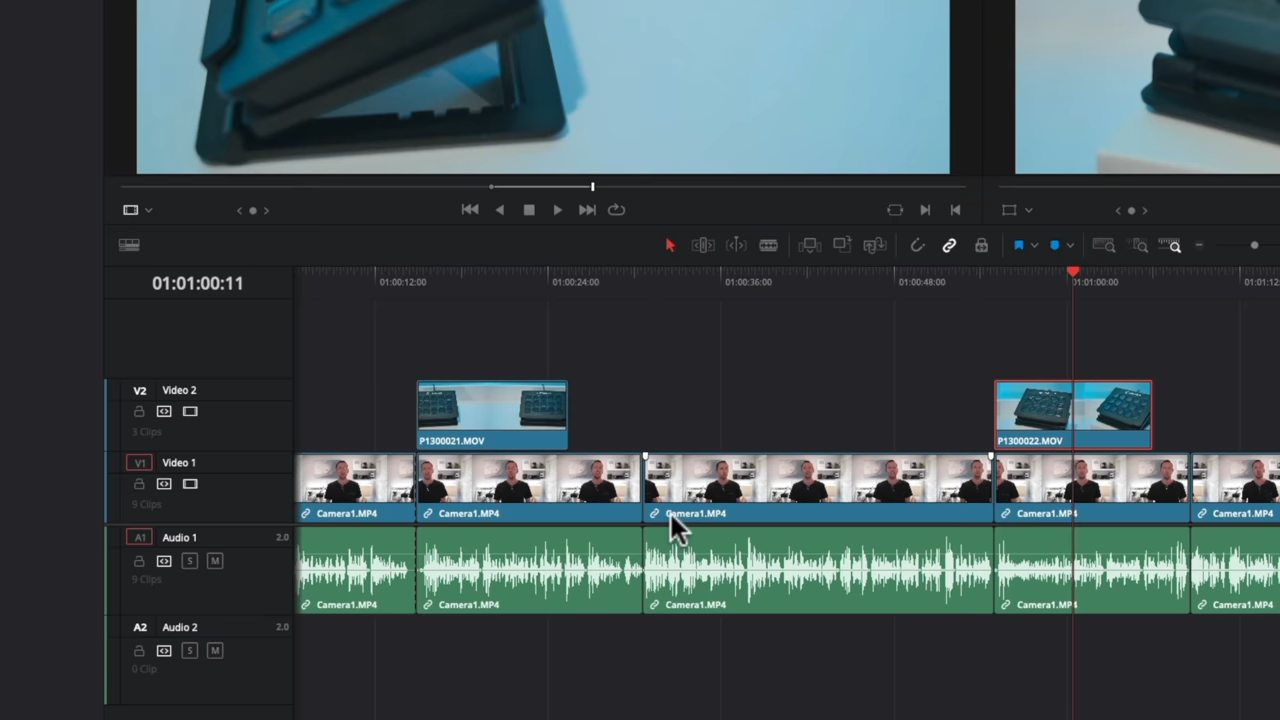 01:01:00:11
01:00:12:00
01:00:24:00
01:00:36:00
01:00:48:00
01:01:00:00
01:01:12:
V2 Video 2
3 Clips
P1300021.MOV
P1300022.MOV
V1 Video 1
9 Clips
Camera1.MP4
Camera1.MP4
Camera1.MP4
Camera1.MP4
Camera1.MP4
A1 Audio 1 2.0
S M
9 Clips
Camera1.MP4
Camera1.MP4
Camera1.MP4
Camera1.MP4
Camera1.MP4
A2 Audio 2 2.0
S M
0 Clip